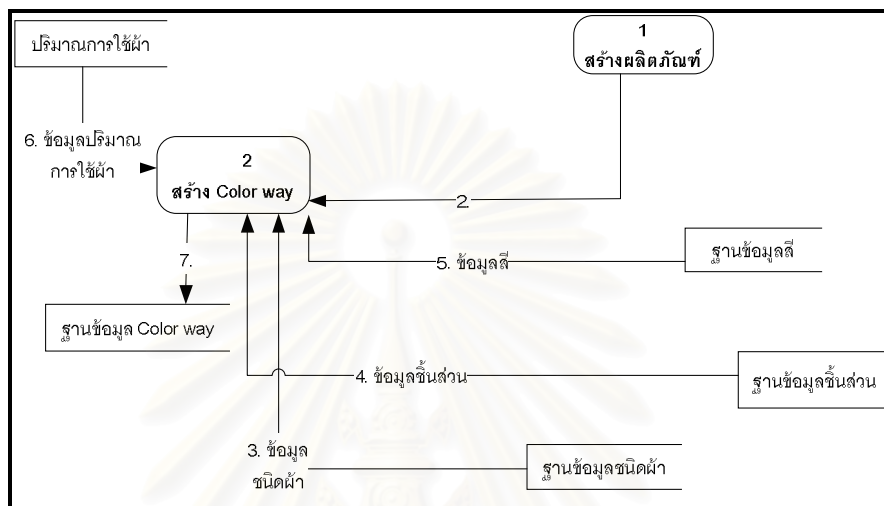 ปริมาณการใช้ผ้า
1
สร้างผลิตภัณฑ์
6. ข้อมูลปริมาณ
การใช้ผ้า
2
สร้าง Color way
2.
7.
5. ข้อมูลสี
ฐานข้อมูลสี
ฐานข้อมูล Color way
4. ข้อมูลชิ้นส่วน
ฐานข้อมูลชิ้นส่วน
3. ข้อมูล
ชนิดผ้า
ฐานข้อมูลชนิดผ้า